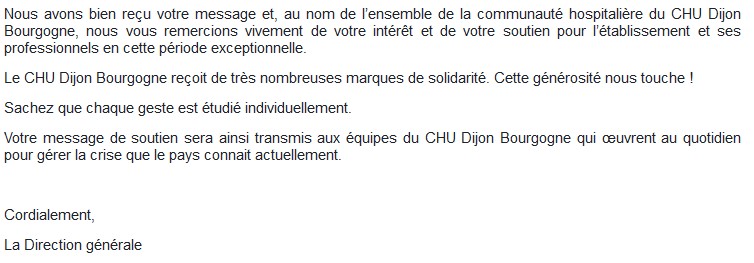 Nous avons bien reçu votre message et, au nom de l’ensemble de la communauté hospitalière du CHU Dijon
Bourgogne, nous vous remercions vivement de votre intérêt et de votre soutien pour l’établissement et ses
professionnels en cette période exceptionnelle.
Le CHU Dijon Bourgogne reçoit de très nombreuses marques de solidarité. Cette générosité nous touche !
Sachez que chaque geste est étudié individuellement.
Votre message de soutien sera ainsi transmis aux équipes du CHU Dijon Bourgogne qui œuvrent au quotidien
pour gérer la crise que le pays connait actuellement.
Cordialement,
La Direction générale